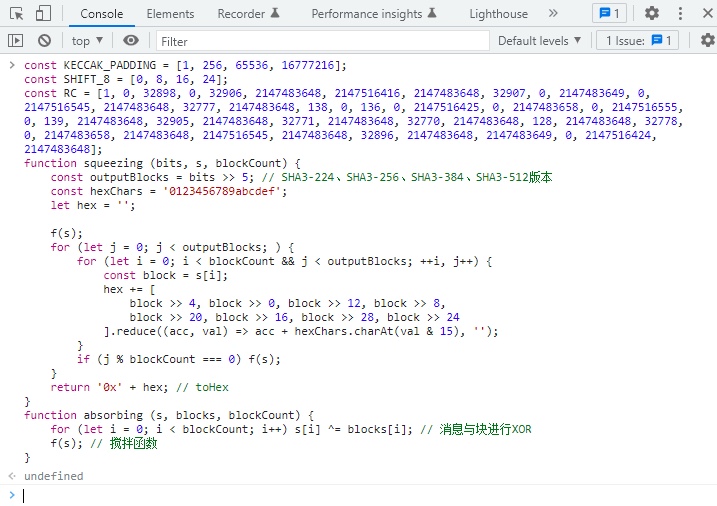 Console Elements Recorder Performance insights Lighthouse » 1
top ▼ Filter Default levels ▼ 1 Issue: 1
> const KECCAK_PADDING = [1, 256, 65536, 16777216];
const SHIFT_8 = [0, 8, 16, 24];
const RC = [1, 0, 32898, 0, 32906, 2147483648, 2147516416, 2147483648, 32907, 0, 2147483649, 0,
2147516545, 2147483648, 32777, 2147483648, 138, 0, 136, 0, 2147516425, 0, 2147483658, 0, 2147516555,
0, 139, 2147483648, 32905, 2147483648, 32771, 2147483648, 32770, 2147483648, 128, 2147483648, 32778,
0, 2147483658, 2147483648, 2147516545, 2147483648, 32896, 2147483648, 2147483649, 0, 2147516424,
2147483648];
function squeezing (bits, s, blockCount) {
const outputBlocks = bits >> 5; // SHA3-224、SHA3-256、SHA3-384、SHA3-512版本
const hexChars = '0123456789abcdef';
let hex = '';
f(s);
for (let j = 0; j < outputBlocks; ) {
for (let i = 0; i < blockCount && j < outputBlocks; ++i, j++) {
const block = s[i];
hex += [
block >> 4, block >> 0, block >> 12, block >> 8,
block >> 20, block >> 16, block >> 28, block >> 24
].reduce((acc, val) => acc + hexChars.charAt(val & 15), '');
}
if (j % blockCount === 0) f(s);
}
return '0x' + hex; // toHex
}
function absorbing (s, blocks, blockCount) {
for (let i = 0; i < blockCount; i++) s[i] ^= blocks[i]; // 消息与块进行XOR
f(s); // 搅拌函数
}
undefined
>